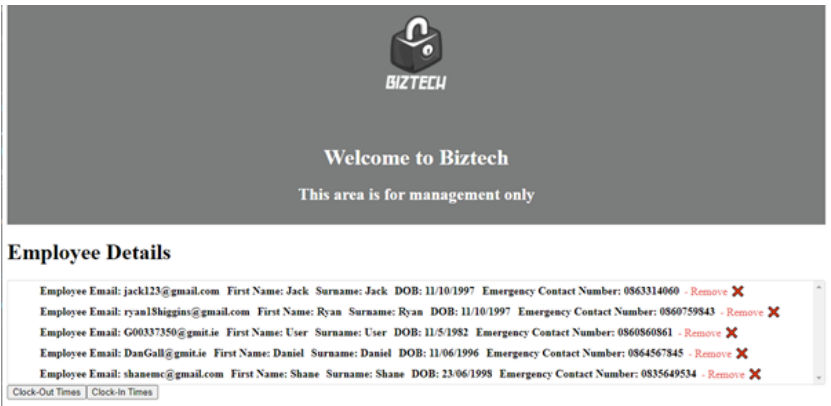 BIZTECH
Welcome to Biztech
This area is for management only
Employee Details
Employee Email: jack123@gmail.com First Name: Jack Surname: Jack DOB: 11/10/1997 Emergency Contact Number: 0863314060 - Remove
Employee Email: ryan18higgins@gmail.com First Name: Ryan Surname: Ryan DOB: 11/10/1997 Emergency Contact Number: 0860759843 - Remove
Employee Email: G00337350@gmit.ie First Name: User Surname: User DOB: 11/5/1982 Emergency Contact Number: 0860860861 - Remove
Employee Email: DanGall@gmit.ie First Name: Daniel Surname: Daniel DOB: 11/06/1996 Emergency Contact Number: 0864567845 - Remove
Employee Email: shanemc@gmail.com First Name: Shane Surname: Shane DOB: 23/06/1998 Emergency Contact Number: 0835649534 - Remove
Clock-Out Times Clock-In Times